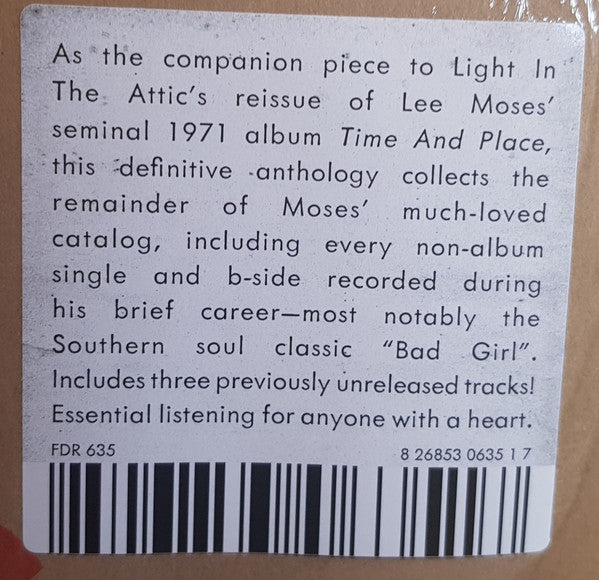 As the companion piece to Light In
The Attic's reissue of Lee Moses'
seminal 1971 album Time And Place,
this definitive anthology collects the
remainder of Moses' much-loved
catalog, including every non-album
single and b-side recorded during
his brief career—most notably the
Southern soul classic “Bad Girl”.
Includes three previously unreleased tracks!
Essential listening for anyone with a heart.
FDR 635 8 26853 0635 1 7